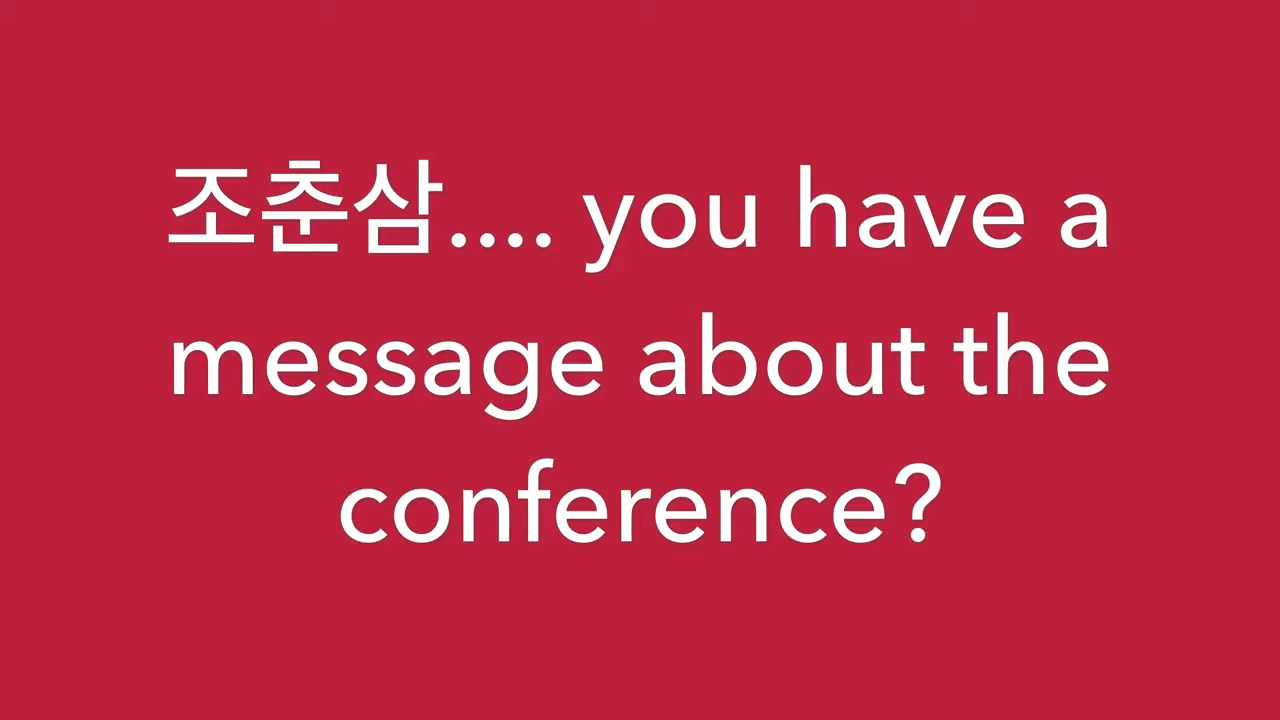 조춘삼.... you have a
message about the
conference?